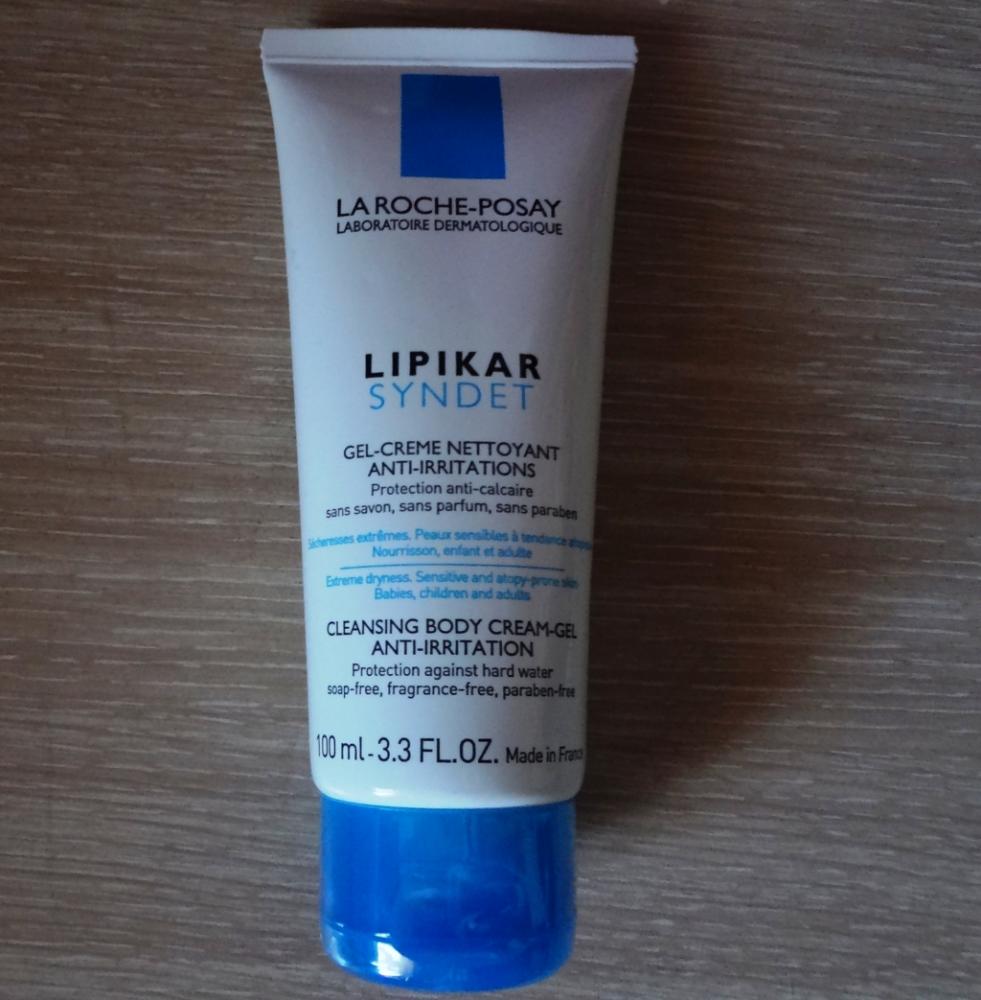 LA ROCHE-POSAY
LABORATOIRE DERMATOLOGIQUE
LIPIKAR
SYNDET
GEL-CREME NETTOYANT
ANTI-IRRITATIONS
Protection anti-calcaire
sans savon, sans parfum, sans paraben
extrêmes. Peaux sensibles à tendance
Nourrisson, enfant et adulte
Extreme dryness. Sensitive and atopy-prone skin
Babies, children and adults
CLEANSING BODY CREAM-GEL
ANTI-IRRITATION
Protection against hard water
soap-free, fragrance-free, paraben-free
100 ml - 3.3 FL.OZ. Made in France